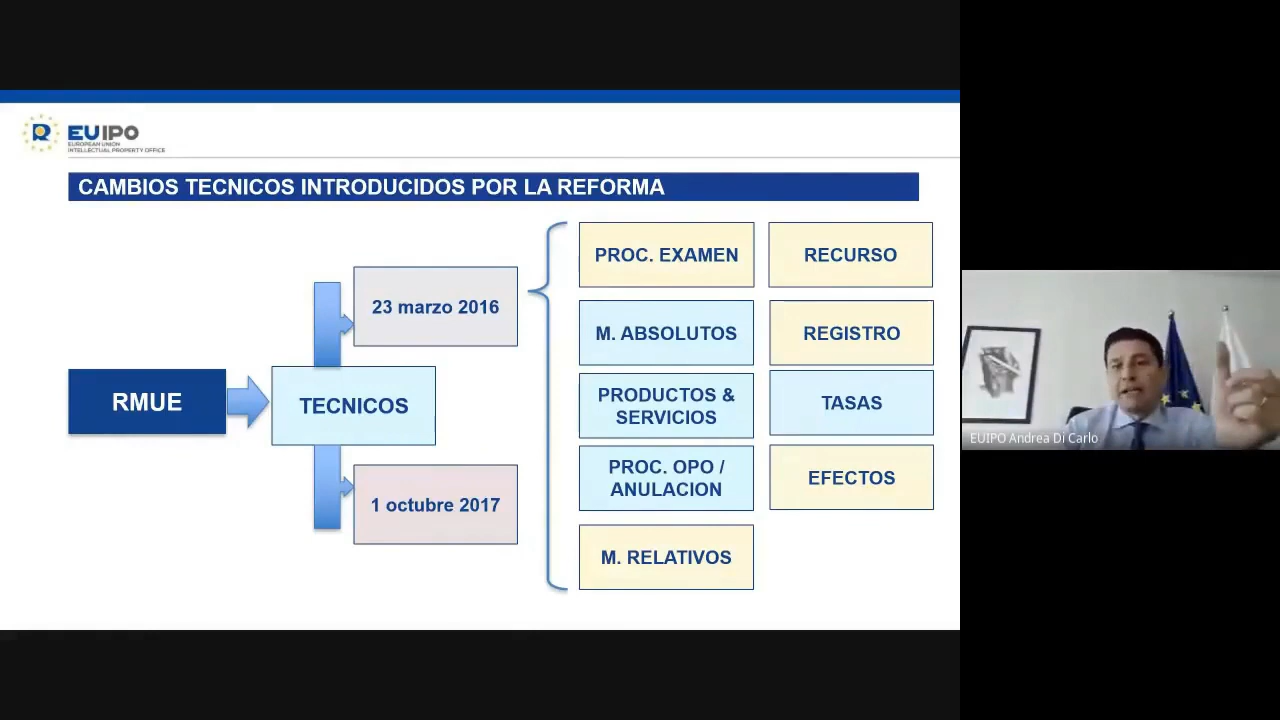 EUIPO
EUROPEAN UNION
INTELLECTUAL PROPERTY OFFICE
CAMBIOS TECNICOS INTRODUCIDOS POR LA REFORMA
RMUE
TECNICOS
23 marzo 2016
1 octubre 2017
PROC. EXAMEN
RECURSO
M. ABSOLUTOS
REGISTRO
PRODUCTOS &
SERVICIOS
TASAS
PROC. OPO /
ANULACION
EFECTOS
M. RELATIVOS
EUIPO Andrea Di Carlo